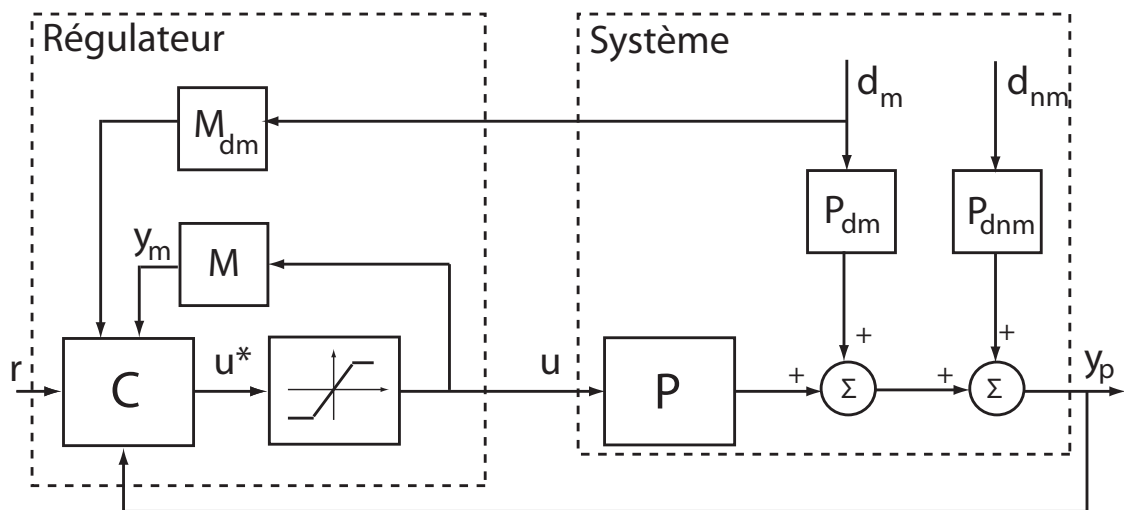 Régulateur
Système
d_m
d_nm
M_dm
P_dm
P_dnm
y_m
M
+
+
r
C
u*
u
P
+
Σ
+
Σ
y_p